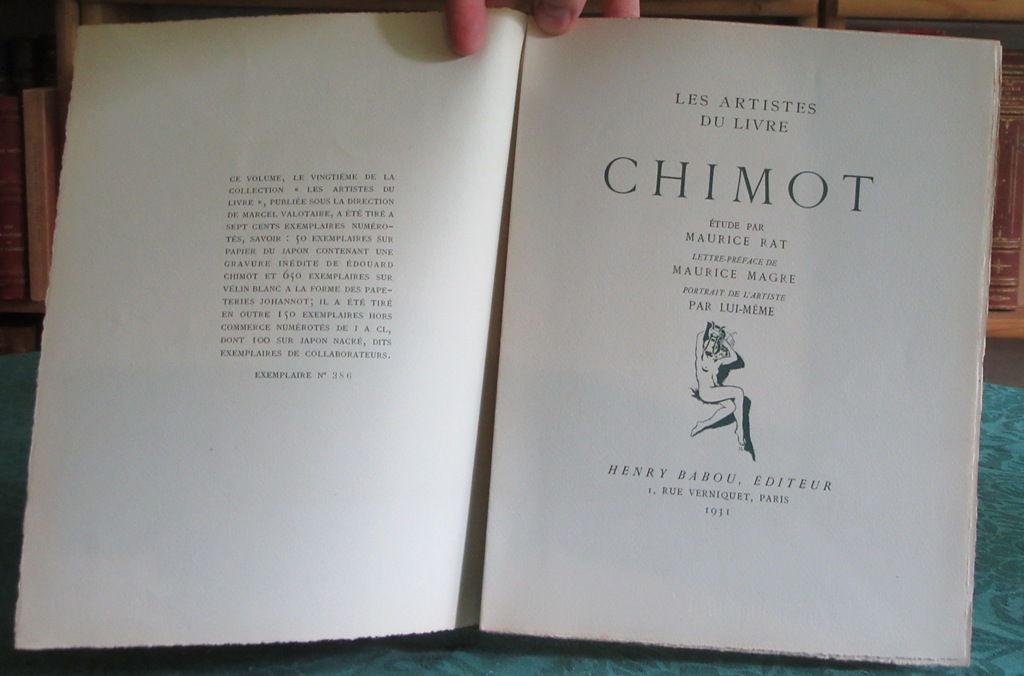 CE VOLUME, LE VINGTIÈME DE LA
COLLECTION « LES ARTISTES DU
LIVRE », PUBLIÉE SOUS LA DIRECTION
DE MARCEL VALOTAIRE, A ÉTÉ TIRÉ A
SEPT CENTS EXEMPLAIRES NUMÉRO-
TÉS, SAVOIR : 50 EXEMPLAIRES SUR
PAPIER DU JAPON CONTENANT UNE
GRAVURE INÉDITE DE ÉDOUARD
CHIMOT ET 650 EXEMPLAIRES SUR
VÉLIN BLANC A LA FORME DES PAPE-
TERIES JOHANNOT ; IL A ÉTÉ TIRÉ
EN OUTRE 150 EXEMPLAIRES HORS
COMMERCE NUMÉROTÉS DE I A CL,
DONT 100 SUR JAPON NACRÉ, DITS
EXEMPLAIRES DE COLLABORATEURS.
EXEMPLAIRE N° 386
LES ARTISTES
DU LIVRE
CHIMOT
ÉTUDE PAR
MAURICE RAT
LETTRE-PRÉFACE DE
MAURICE MAGRE
PORTRAIT DE L'ARTISTE
PAR LUI-MÊME
HENRY BABOU, ÉDITEUR
1, RUE VERNIQUET, PARIS
1931